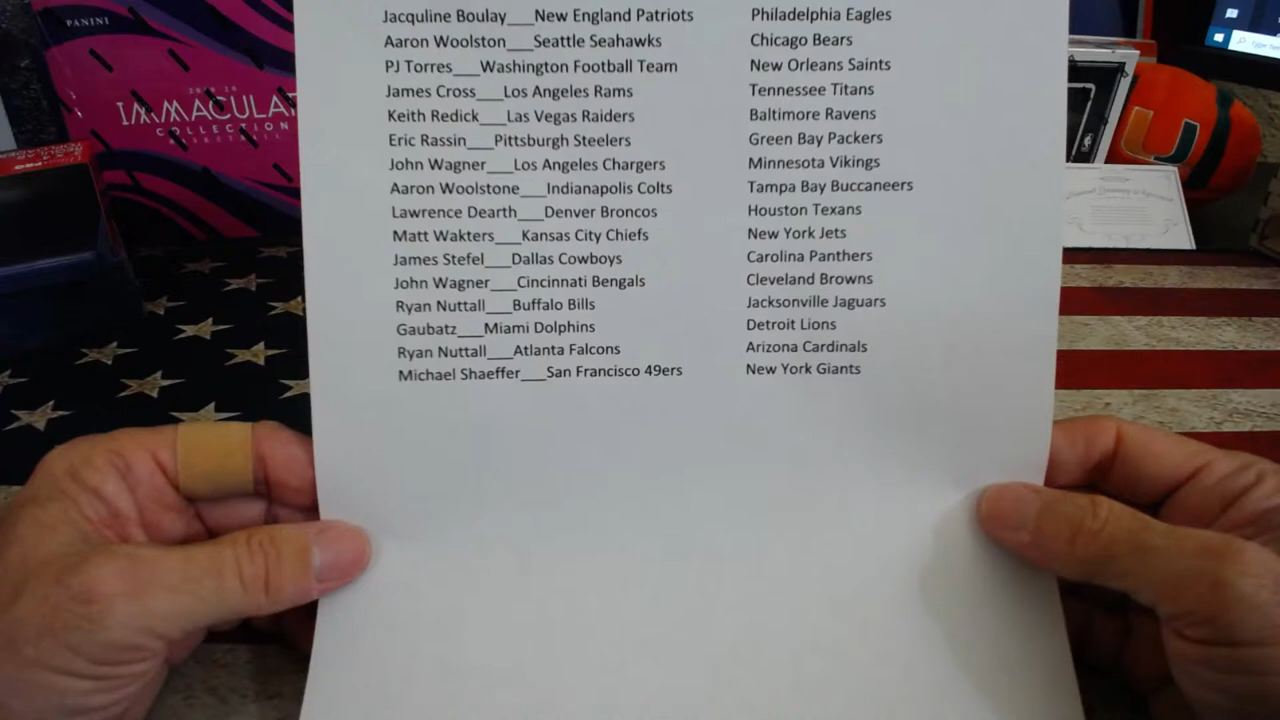 PANINI
IMMACULA
COLLECTION
Jacquline Boulay___New England Patriots Philadelphia Eagles
Aaron Woolston___Seattle Seahawks Chicago Bears
PJ Torres___Washington Football Team New Orleans Saints
James Cross___Los Angeles Rams Tennessee Titans
Keith Redick___Las Vegas Raiders Baltimore Ravens
Eric Rassin___Pittsburgh Steelers Green Bay Packers
John Wagner___Los Angeles Chargers Minnesota Vikings
Aaron Woolstone___Indianapolis Colts Tampa Bay Buccaneers
Lawrence Dearth___Denver Broncos Houston Texans
Matt Wakters___Kansas City Chiefs New York Jets
James Stefel___Dallas Cowboys Carolina Panthers
John Wagner___Cincinnati Bengals Cleveland Browns
Ryan Nuttall___Buffalo Bills Jacksonville Jaguars
Gaubatz___Miami Dolphins Detroit Lions
Ryan Nuttall___Atlanta Falcons Arizona Cardinals
Michael Shaeffer___San Francisco 49ers New York Giants